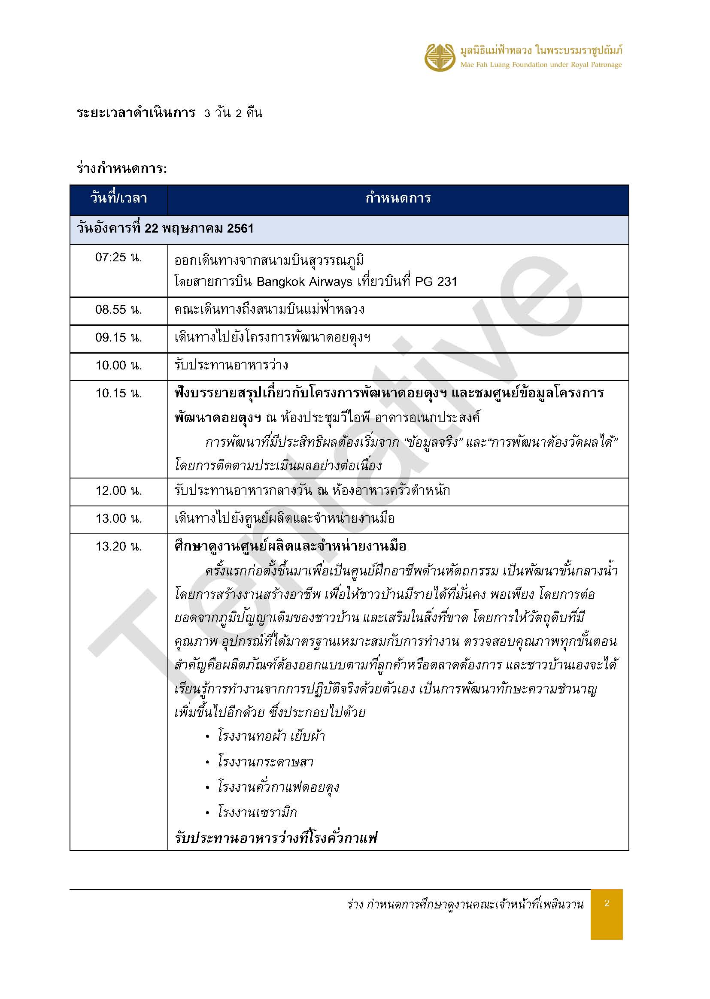 มูลนิธิแม่ฟ้าหลวง ในพระบรมราชูปถัมภ์
Mae Fah Luang Foundation under Royal Patronage
ระยะเวลาดำเนินการ 3 วัน 2 คืน
ร่างกำหนดการ:
วันที่/เวลา กำหนดการ
วันอังคารที่ 22 พฤษภาคม 2561
07:25 น. ออกเดินทางจากสนามบินสุวรรณภูมิ
โดยสายการบิน Bangkok Airways เที่ยวบินที่ PG 231
08.55 น. คณะเดินทางถึงสนามบินแม่ฟ้าหลวง
09.15 น. เดินทางไปยังโครงการพัฒนาดอยตุงฯ
10.00 น. รับประทานอาหารว่าง
10.15 น. ฟังบรรยายสรุปเกี่ยวกับโครงการพัฒนาดอยตุงฯ และชมศูนย์ข้อมูลโครงการ
พัฒนาดอยตุงฯ ณ ห้องประชุมวีไอพี อาคารอเนกประสงค์
การพัฒนาที่มีประสิทธิผลต้องเริ่มจาก “ข้อมูลจริง” และ“การพัฒนาต้องวัดผลได้”
โดยการติดตามประเมินผลอย่างต่อเนื่อง
12.00 น. รับประทานอาหารกลางวัน ณ ห้องอาหารครัวตำหนัก
13.00 น. เดินทางไปยังศูนย์ผลิตและจำหน่ายงานมือ
13.20 น. ศึกษาดูงานศูนย์ผลิตและจำหน่ายงานมือ
ครั้งแรกก่อตั้งขึ้นมาเพื่อเป็นศูนย์ฝึกอาชีพด้านหัตถกรรม เป็นพัฒนาขั้นกลางน้ำ
โดยการสร้างงานสร้างอาชีพ เพื่อให้ชาวบ้านมีรายได้ที่มั่นคง พอเพียง โดยการต่อ
ยอดจากภูมิปัญญาเดิมของชาวบ้าน และเสริมในสิ่งที่ขาด โดยการให้วัตถุดิบที่มี
คุณภาพ อุปกรณ์ที่ได้มาตรฐานเหมาะสมกับการทำงาน ตรวจสอบคุณภาพทุกขั้นตอน
สำคัญคือผลิตภัณฑ์ต้องออกแบบตามที่ลูกค้าหรือตลาดต้องการ และชาวบ้านเองจะได้
เรียนรู้การทำงานจากการปฏิบัติจริงด้วยตัวเอง เป็นการพัฒนาทักษะความชำนาญ
เพิ่มขึ้นไปอีกด้วย ซึ่งประกอบไปด้วย
• โรงงานทอผ้า เย็บผ้า
• โรงงานกระดาษสา
• โรงงานคั่วกาแฟดอยตุง
• โรงงานเซรามิก
รับประทานอาหารว่างที่โรงคั่วกาแฟ
Tentative
ร่าง กำหนดการศึกษาดูงานคณะเจ้าหน้าที่เพลินวาน 2